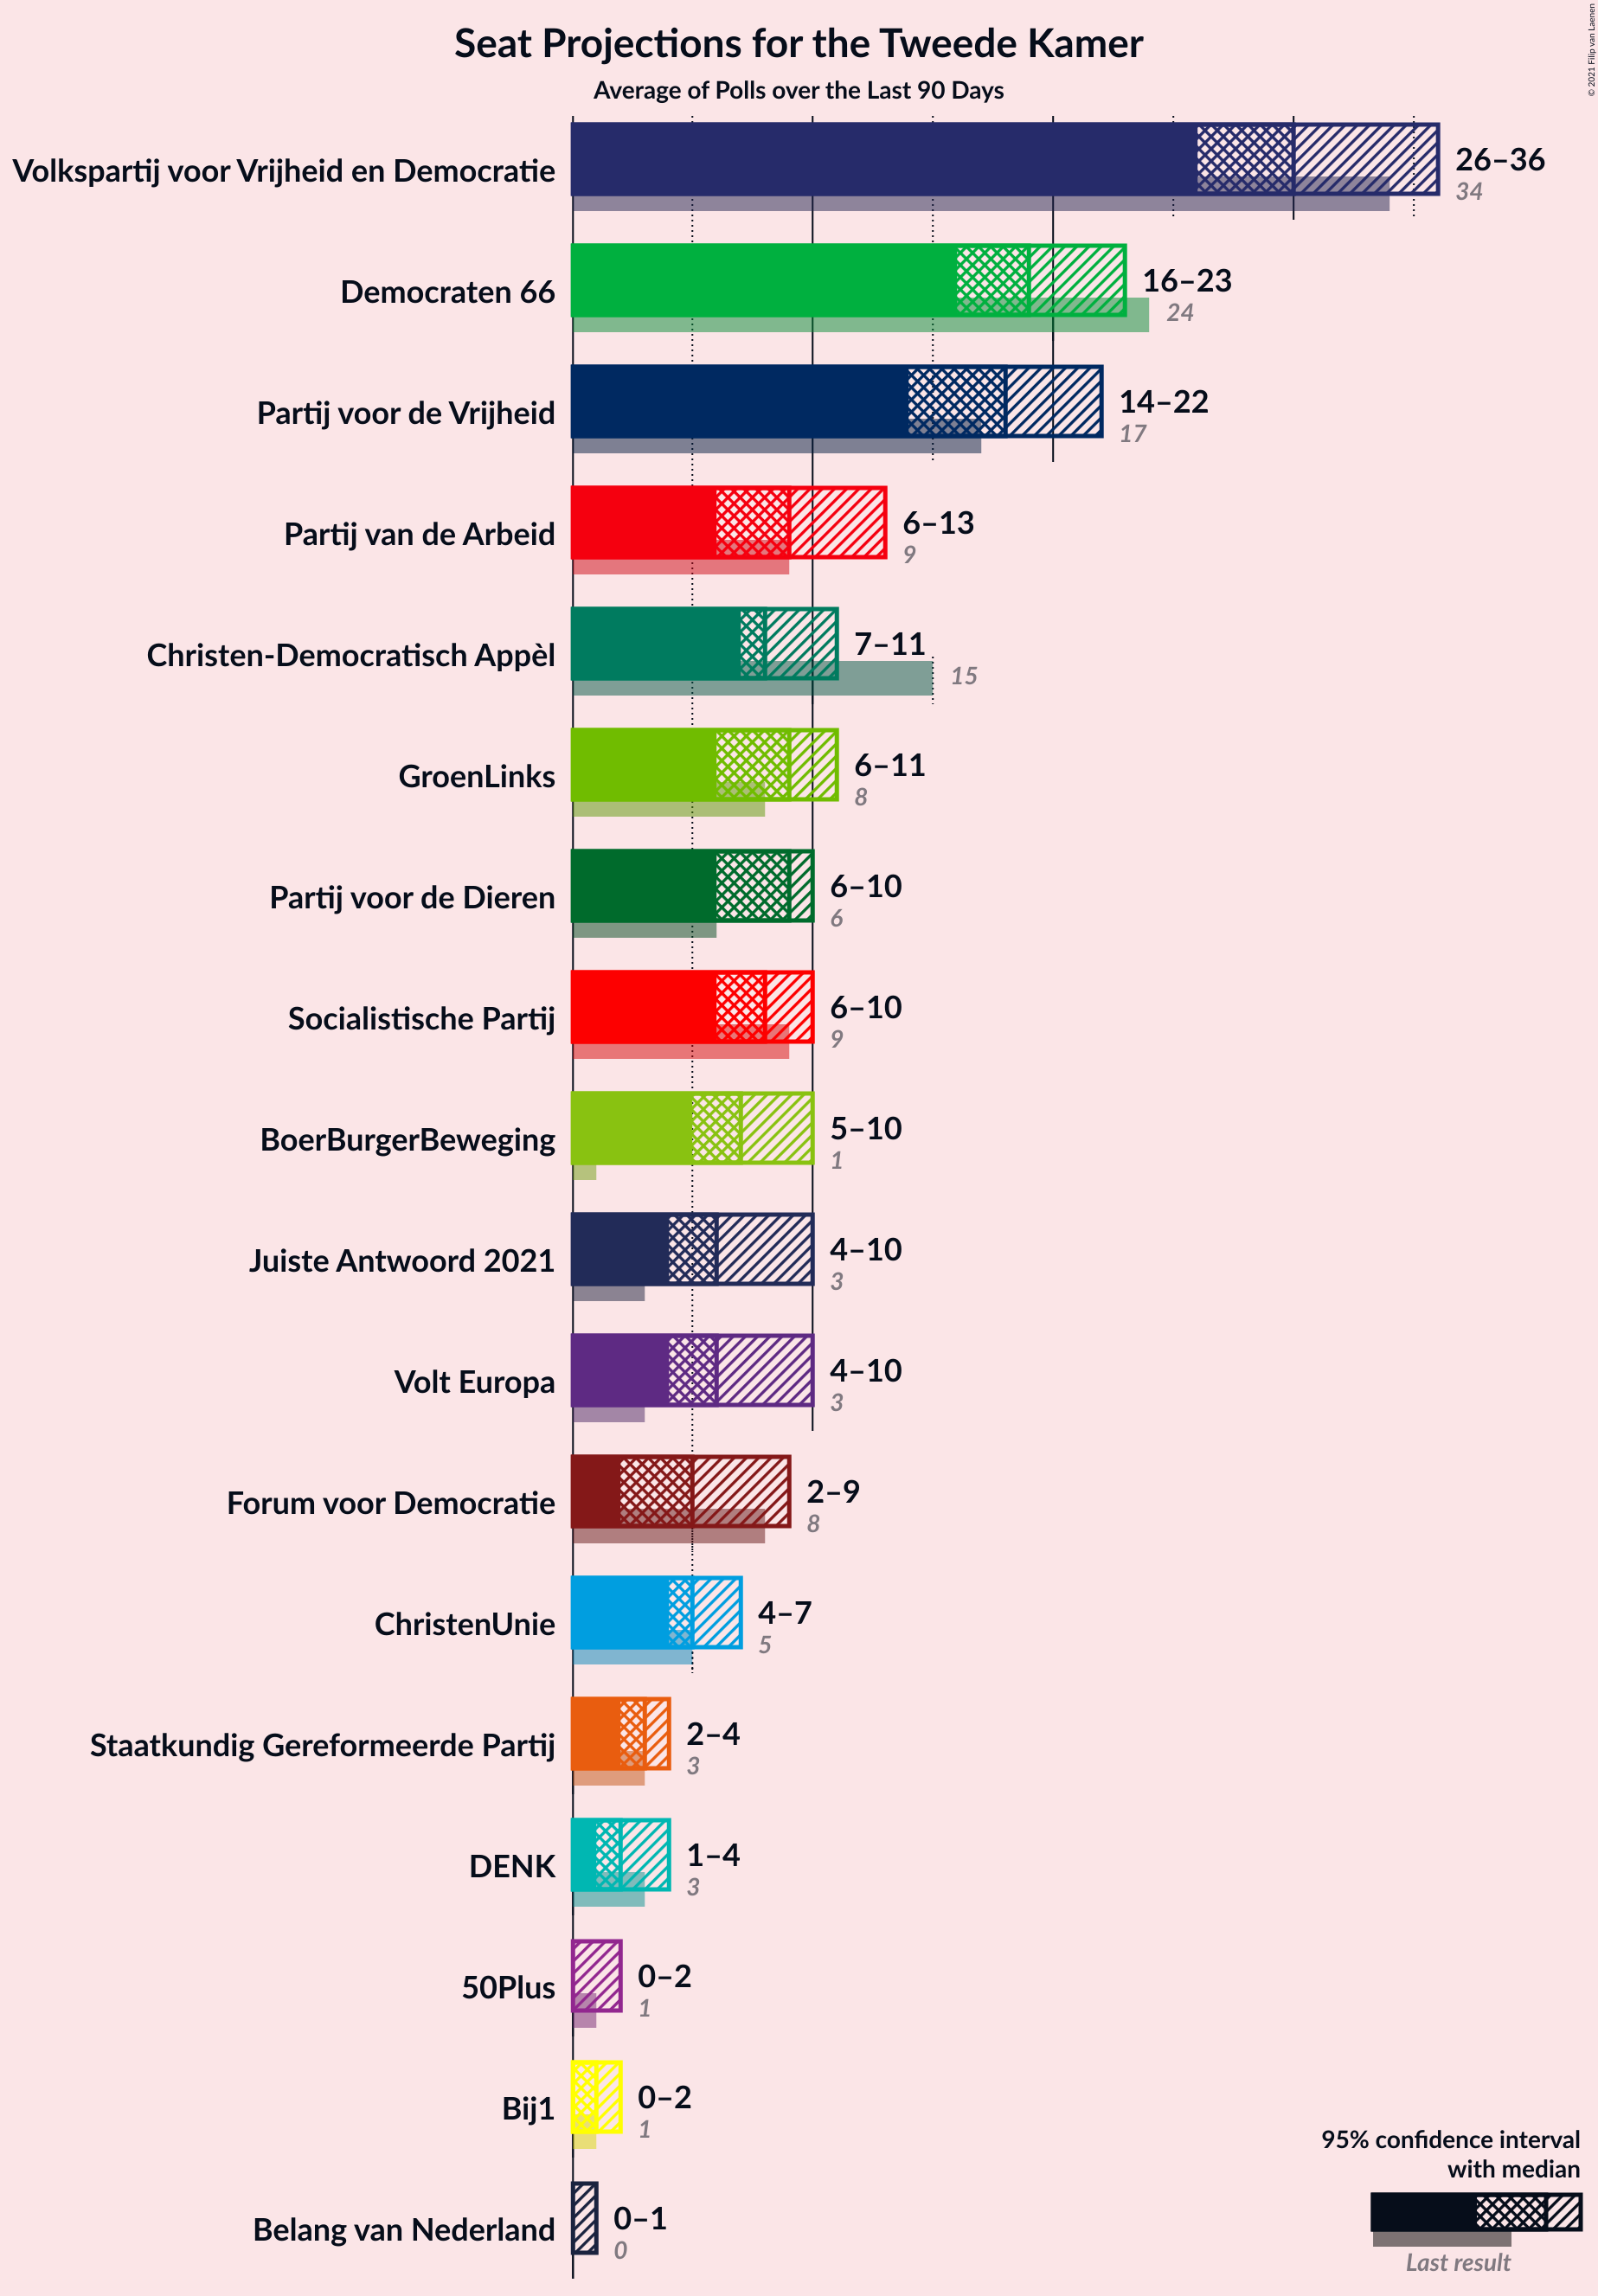 Seat Projections for the Tweede Kamer
Average of Polls over the Last 90 Days
© 2021 Filip van Laenen
Volkspartij voor Vrijheid en Democratie
26–36
34
Democraten 66
16–23
24
Partij voor de Vrijheid
14–22
17
Partij van de Arbeid
6–13
9
Christen-Democratisch Appèl
7–11
15
GroenLinks
6–11
8
Partij voor de Dieren
6–10
6
Socialistische Partij
6–10
9
BoerBurgerBeweging
5–10
1
Juiste Antwoord 2021
4–10
3
Volt Europa
4–10
3
Forum voor Democratie
2–9
8
ChristenUnie
4–7
5
Staatkundig Gereformeerde Partij
2–4
3
DENK
1–4
3
50Plus
0–2
1
Bij1
0–2
1
Belang van Nederland
0–1
0
95% confidence interval
with median
Last result